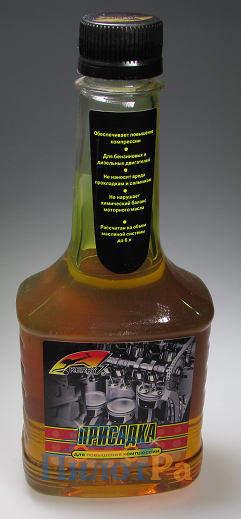 Обеспечивает повышение
компрессии
Для бензиновых и
дизельных двигателей
Не наносит вреда
прокладкам и сальникам
Не нарушает
химический баланс
моторного масла
Рассчитан на объем
масляной системы
до 6 л
ПРИСАДКА
для повышения компрессии
ПилотРа